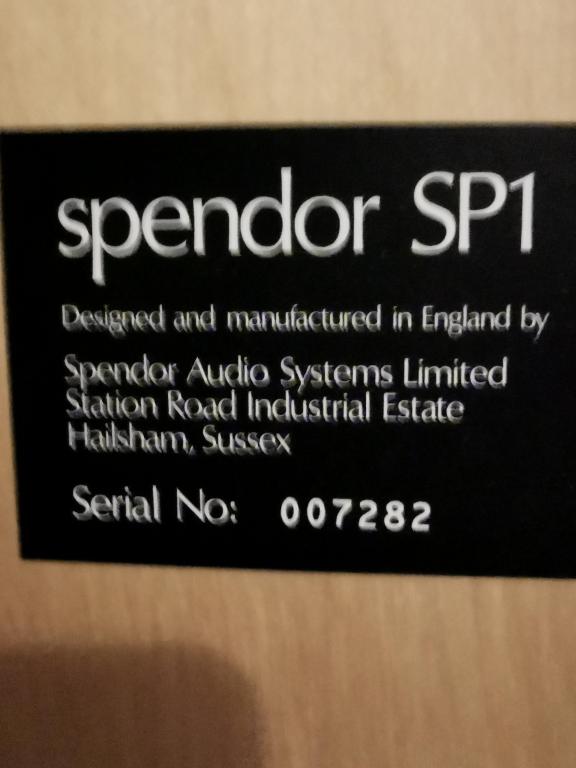 spendor SP1
Designed and manufactured in England by
Spendor Audio Systems Limited
Station Road Industrial Estate
Hailsham, Sussex
Serial No: 007282